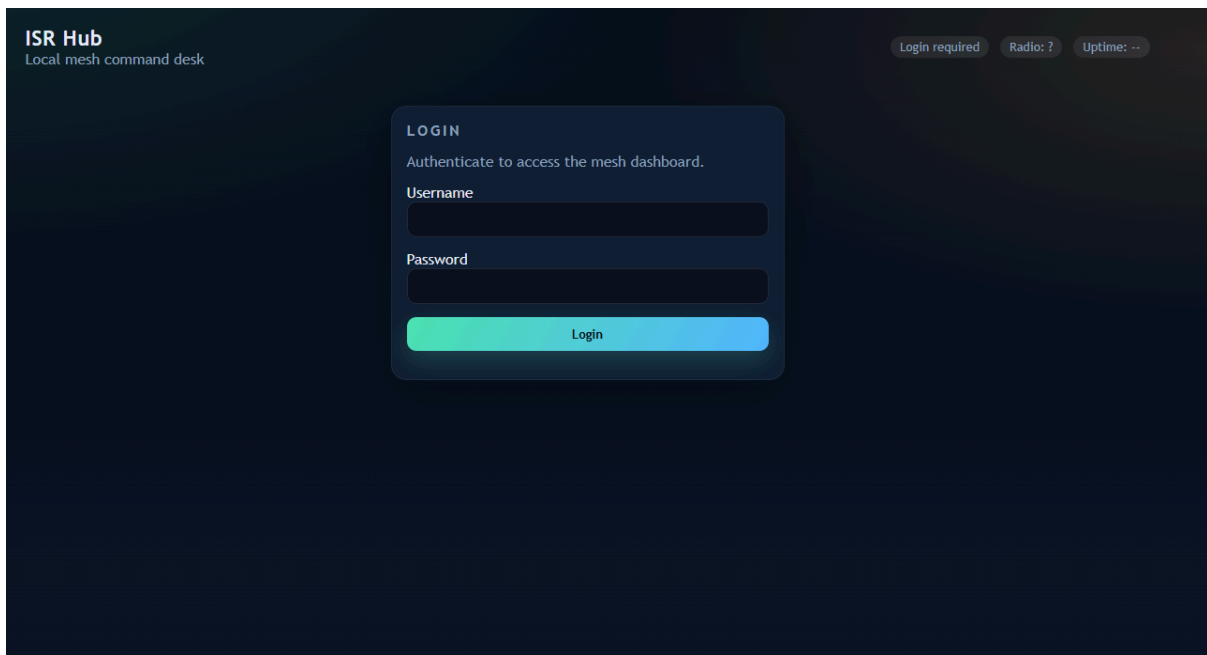 ISR Hub
Local mesh command desk
Login required
Radio: ?
Uptime: --
LOGIN
Authenticate to access the mesh dashboard.
Username
Password
Login